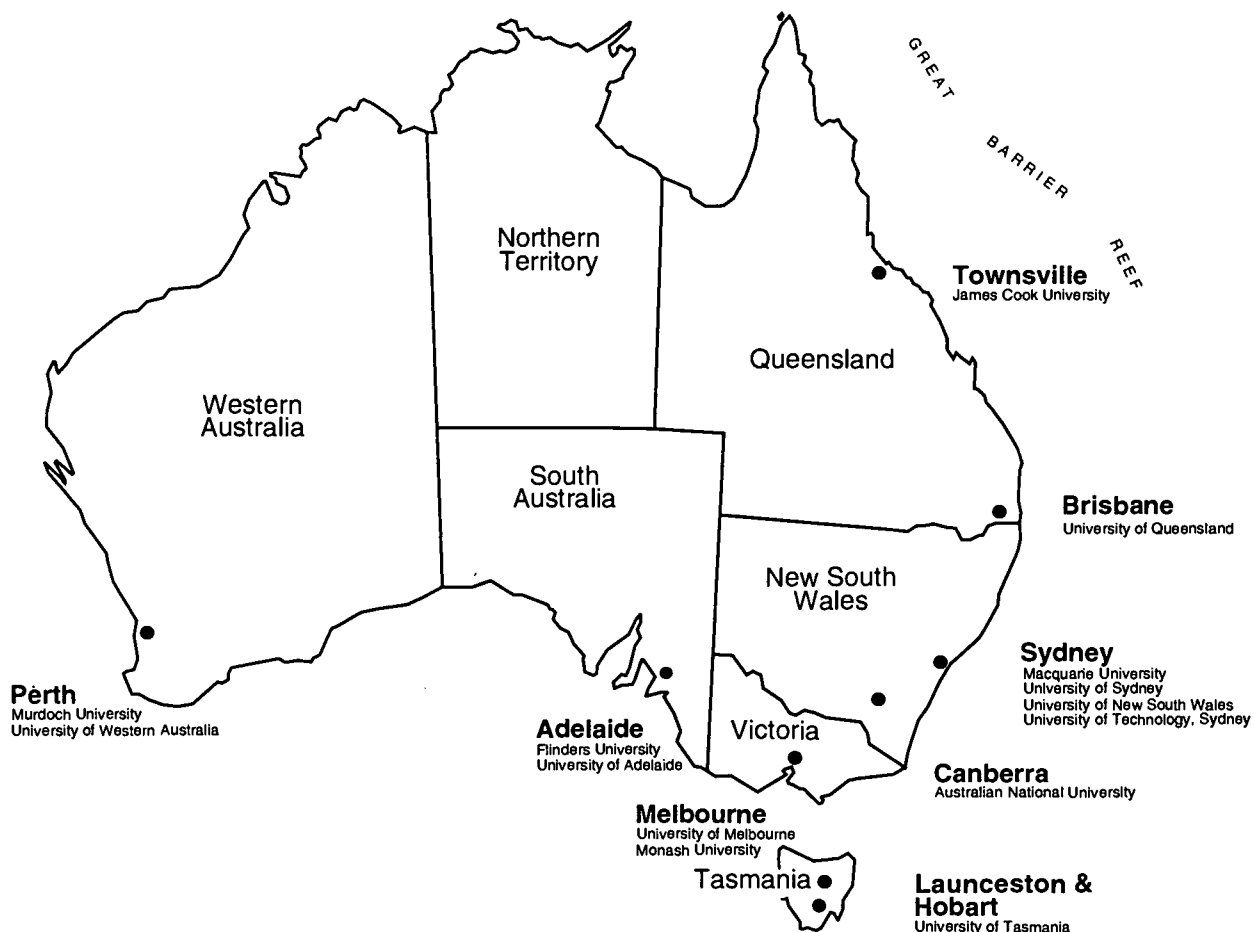 GREAT
BARRIER
REEF
Northern
Territory
Townsville
James Cook University
Queensland
Western
Australia
South
Australia
Brisbane
University of Queensland
New South
Wales
Sydney
Macquarie University
University of Sydney
University of New South Wales
University of Technology, Sydney
Perth
Murdoch University
University of Western Australia
Adelaide
Flinders University
University of Adelaide
Victoria
Canberra
Australian National University
Melbourne
University of Melbourne
Monash University
Tasmania
Launceston &
Hobart
University of Tasmania